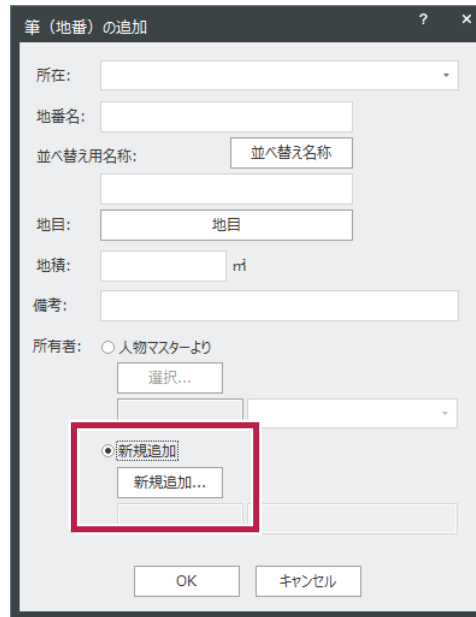 筆（地番）の追加 ? ×
所在:
地番名:
並べ替え用名称: 並べ替え名称
地目: 地目
地積: ㎡
備考:
所有者: 人物マスターより
選択...
新規追加
新規追加...
OK キャンセル